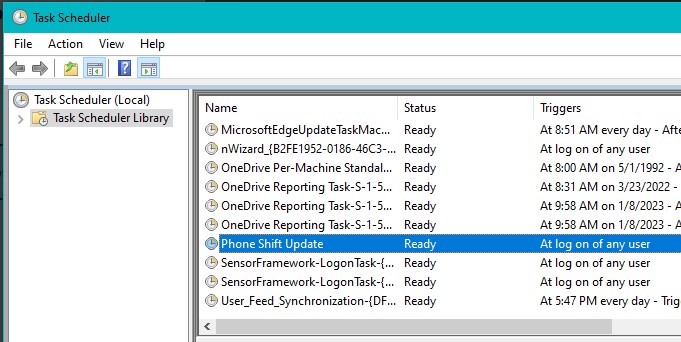 Task Scheduler
File Action View Help
Task Scheduler (Local)
Task Scheduler Library
Name Status Triggers
MicrosoftEdgeUpdateTaskMac... Ready At 8:51 AM every day - Afte
nWizard_{B2FE1952-0186-46C3-... Ready At log on of any user
OneDrive Per-Machine Standal... Ready At 8:00 AM on 5/1/1992 - A
OneDrive Reporting Task-S-1-5... Ready At 8:31 AM on 3/23/2022 -
OneDrive Reporting Task-S-1-5... Ready At 9:58 AM on 1/8/2023 - A
OneDrive Reporting Task-S-1-5... Ready At 9:58 AM on 1/8/2023 - A
Phone Shift Update Ready At log on of any user
SensorFramework-LogonTask-{... Ready At log on of any user
SensorFramework-LogonTask-{... Ready At log on of any user
User_Feed_Synchronization-{DF... Ready At 5:47 PM every day - Trig